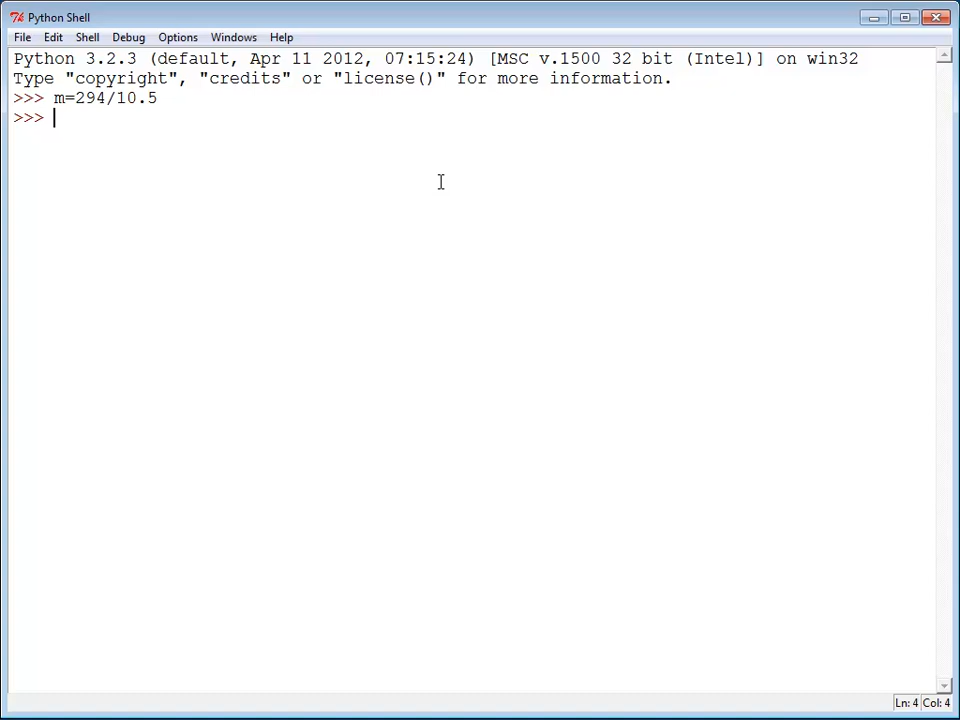 Python Shell
File Edit Shell Debug Options Windows Help
Python 3.2.3 (default, Apr 11 2012, 07:15:24) [MSC v.1500 32 bit (Intel)] on win32
Type "copyright", "credits" or "license()" for more information.
>>> m=294/10.5
>>>
Ln: 4 Col: 4